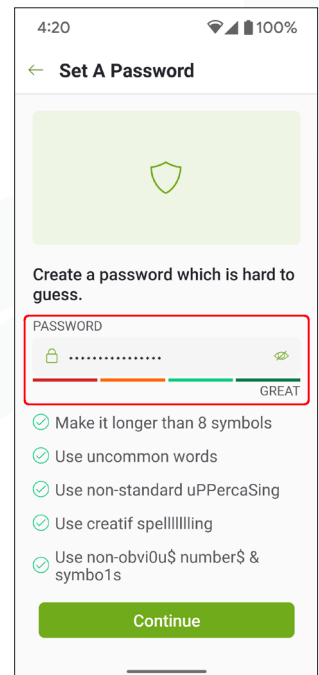 4:20 100%
← Set A Password
Create a password which is hard to
guess.
PASSWORD
••••••••••••••••
GREAT
Make it longer than 8 symbols
Use uncommon words
Use non-standard uPPercaSing
Use creatif spelllllllling
Use non-obvi0u$ number$ &
symbo1s
Continue